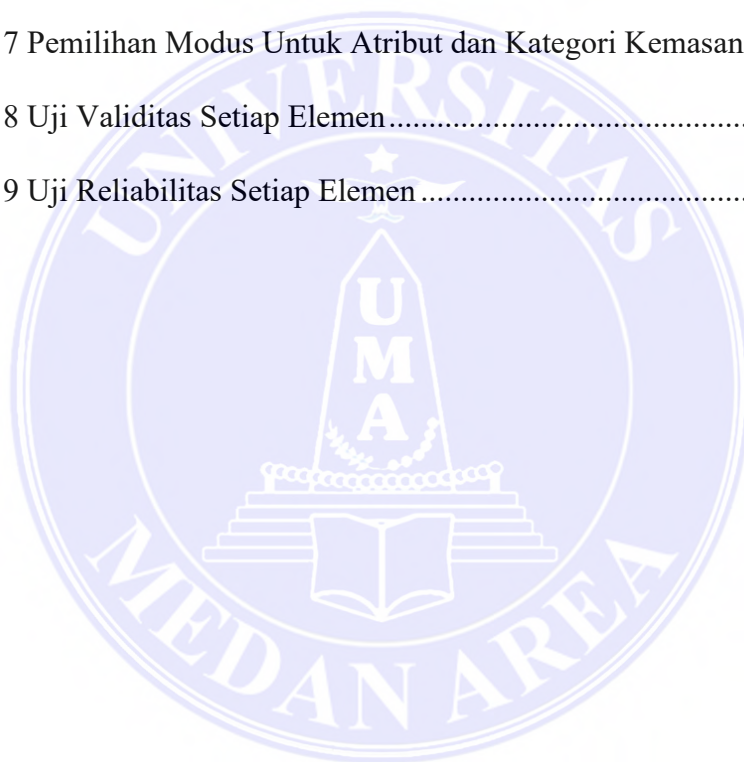 7 Pemilihan Modus Untuk Atribut dan Kategori Kemasan
8 Uji Validitas Setiap Elemen............................................
9 Uji Reliabilitas Setiap Elemen........................................
UNIVERSITAS
U
M
A
MEDAN AREA